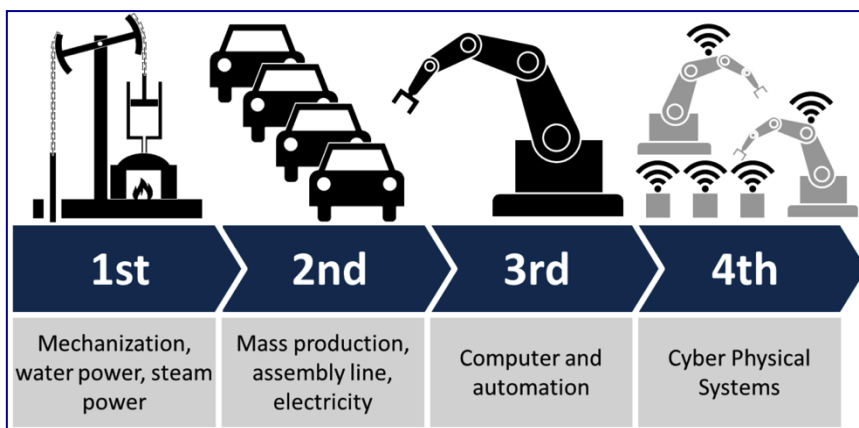 1st
2nd
3rd
4th
Mechanization,
water power, steam
power
Mass production,
assembly line,
electricity
Computer and
automation
Cyber Physical
Systems